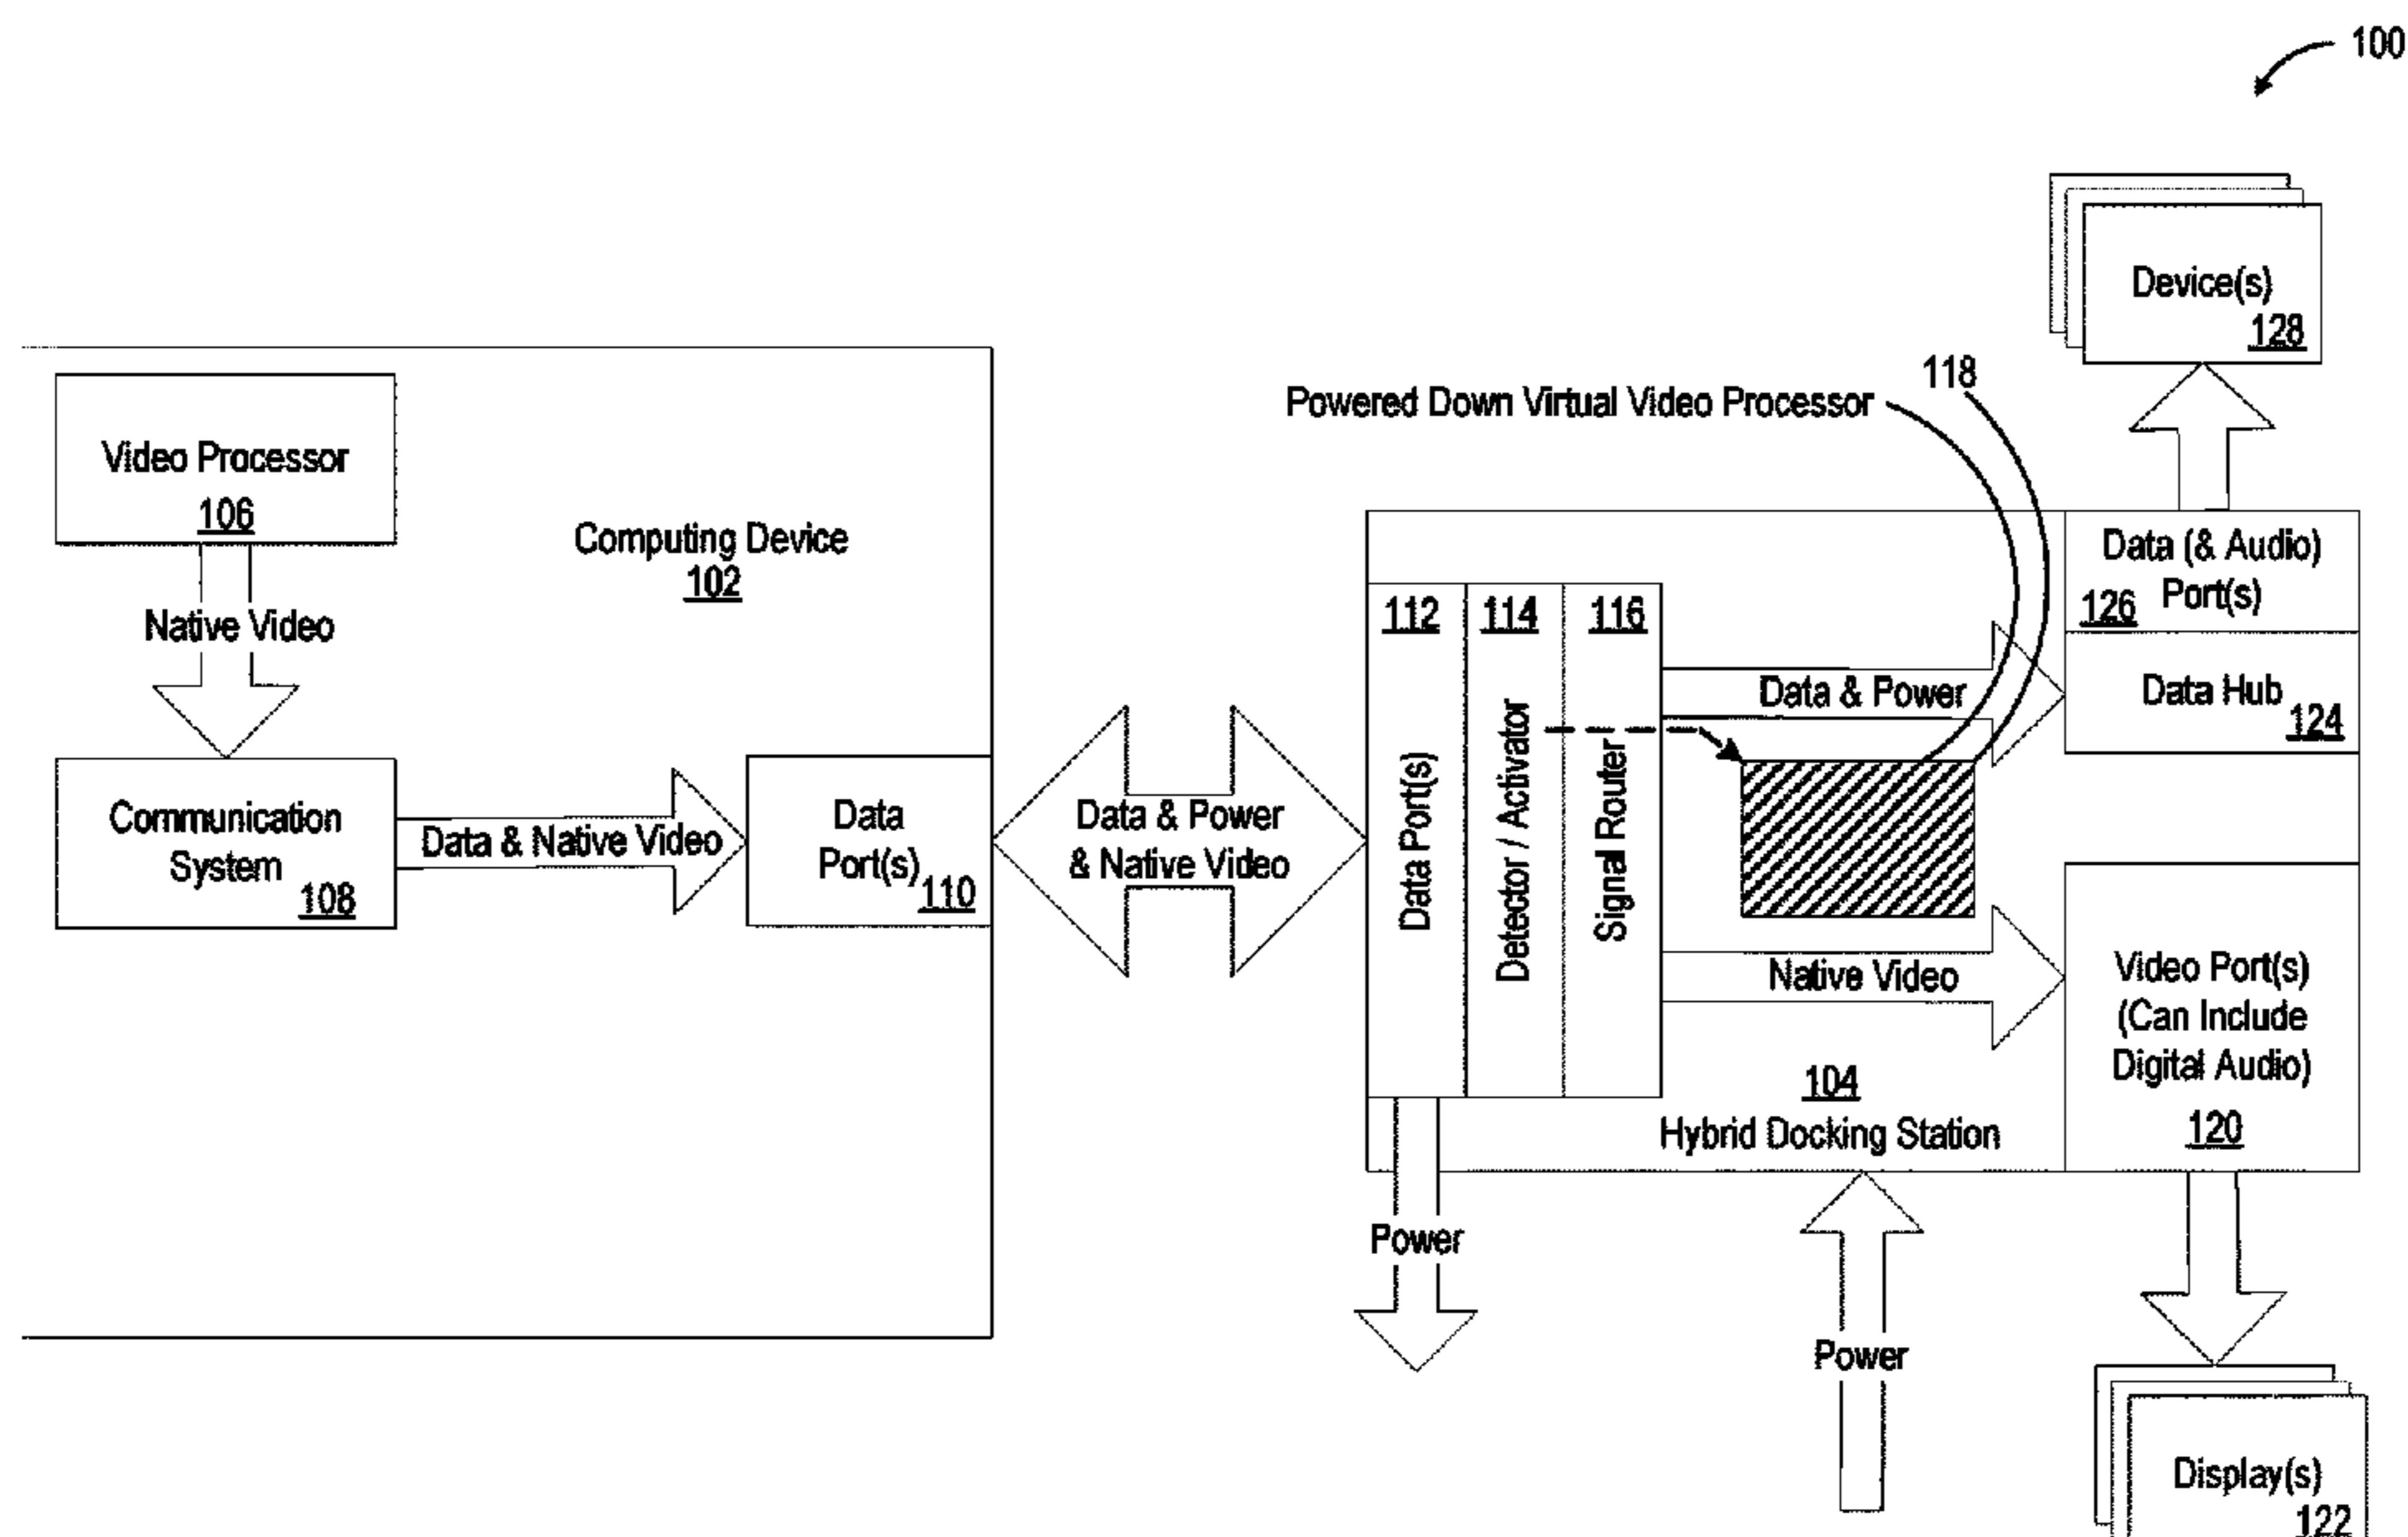 100
Device(s)
128
118
Powered Down Virtual Video Processor
Video Processor
106
Computing Device
102
Native Video
Data (& Audio)
Port(s)
126
112
114
116
Data & Power
Data Hub
124
Communication
System
108
Data & Native Video
Data
Port(s)
110
Data & Power
& Native Video
Data Port(s)
Detector / Activator
Signal Router
Native Video
Video Port(s)
(Can Include
Digital Audio)
120
104
Hybrid Docking Station
Power
Power
Display(s)
122